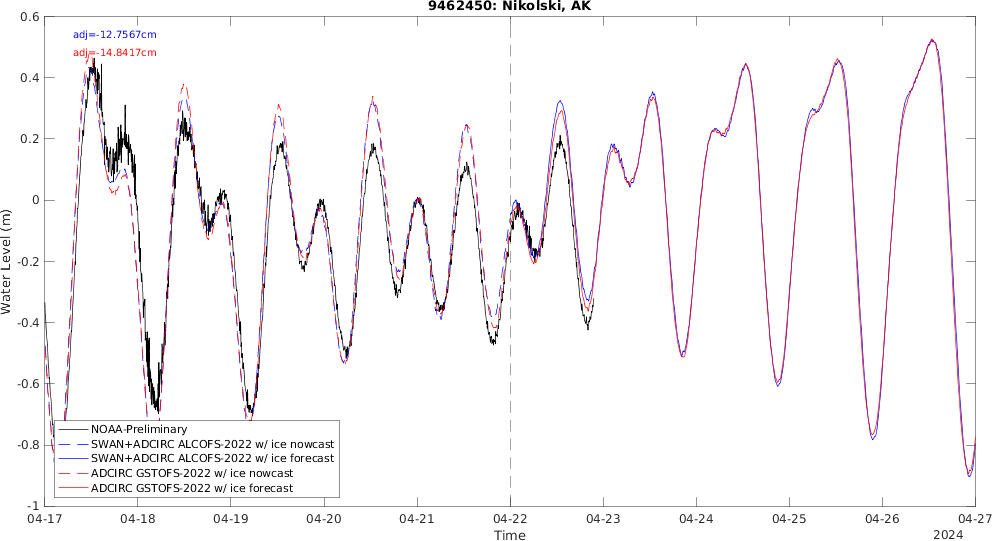 9462450: Nikolski, AK
adj=-12.7567cm
adj=-14.8417cm
Water Level (m)
0.6
0.4
0.2
0
-0.2
-0.4
-0.6
-0.8
-1
NOAA-Preliminary
SWAN+ADCIRC ALCOFS-2022 w/ ice nowcast
SWAN+ADCIRC ALCOFS-2022 w/ ice forecast
ADCIRC GSTOFS-2022 w/ ice nowcast
ADCIRC GSTOFS-2022 w/ ice forecast
04-17 04-18 04-19 04-20 04-21 04-22 04-23 04-24 04-25 04-26 04-27
Time
2024